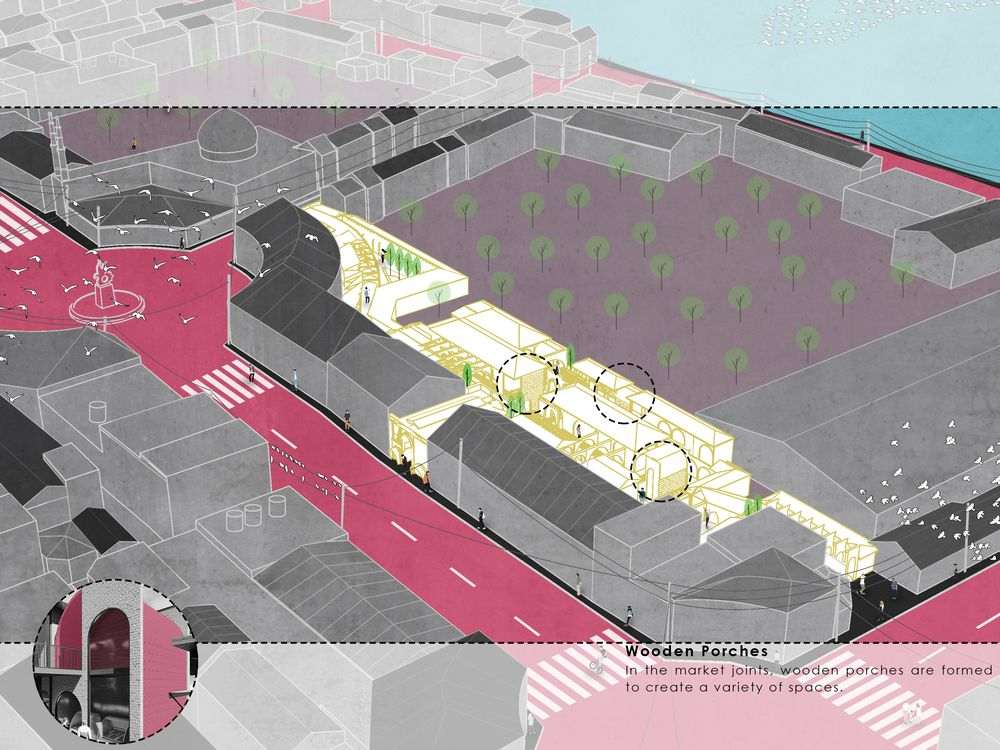 Wooden Porches
In the market joints, wooden porches are formed
to create a variety of spaces.